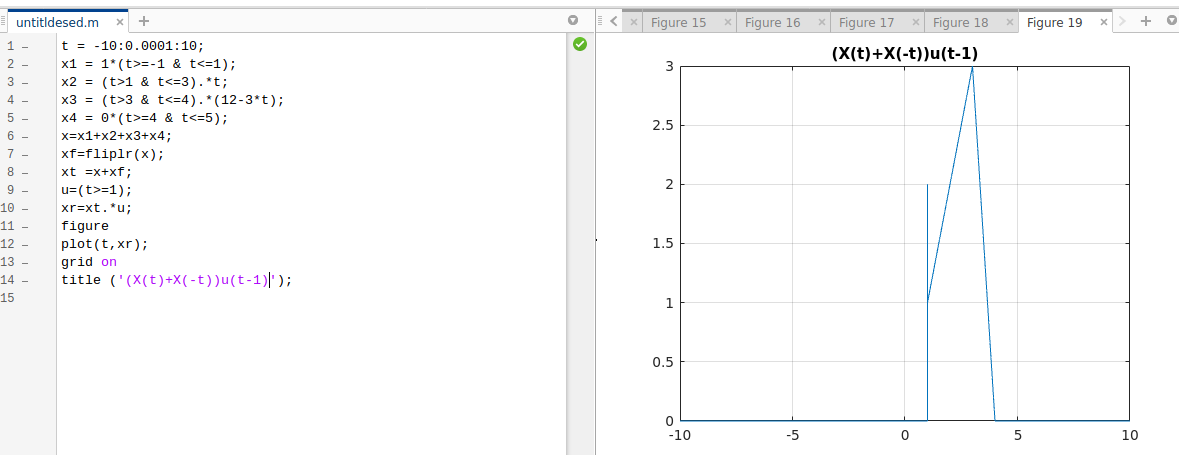 untitldesed.m × +
1 – t = -10:0.0001:10;
2 – x1 = 1*(t>=-1 & t<=1);
3 – x2 = (t>1 & t<=3).*t;
4 – x3 = (t>3 & t<=4).*(12-3*t);
5 – x4 = 0*(t>=4 & t<=5);
6 – x=x1+x2+x3+x4;
7 – xf=fliplr(x);
8 – xt =x+xf;
9 – u=(t>=1);
10 – xr=xt.*u;
11 – figure
12 – plot(t,xr);
13 – grid on
14 – title ('(X(t)+X(-t))u(t-1)');
15
Figure 15 × Figure 16 × Figure 17 × Figure 18 × Figure 19 ×
(X(t)+X(-t))u(t-1)
3
2.5
2
1.5
1
0.5
0
-10 -5 0 5 10